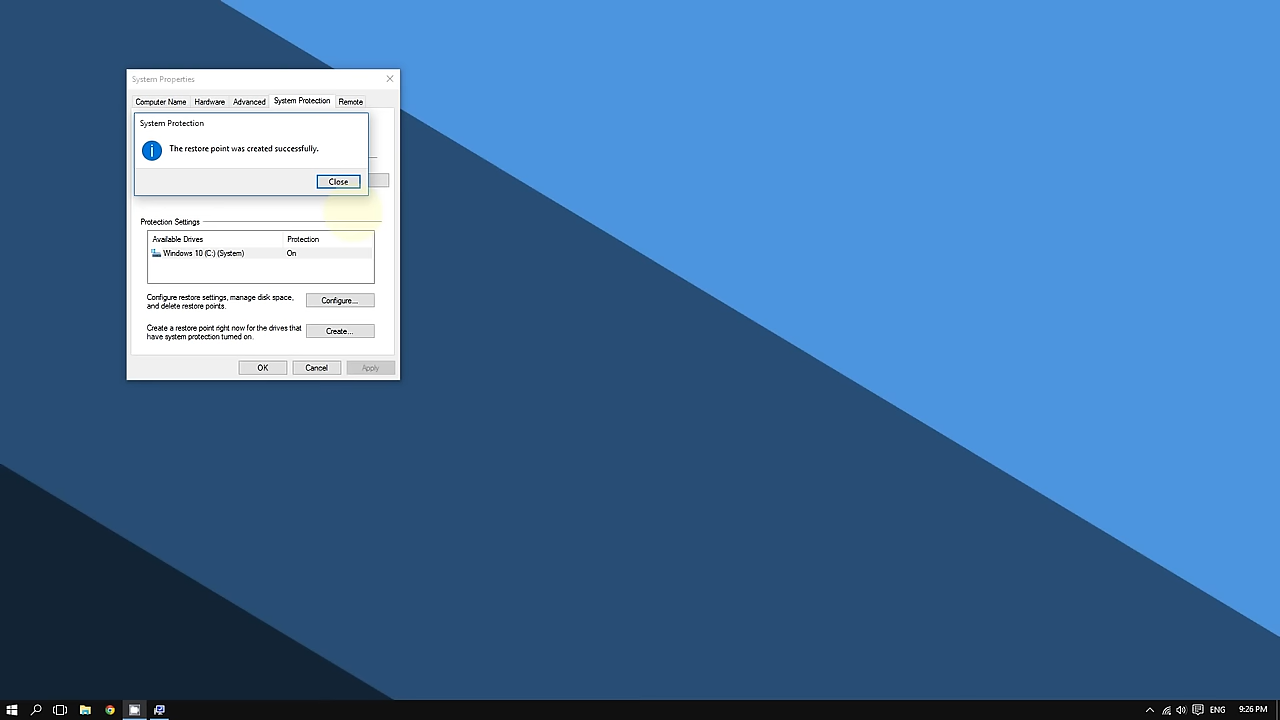 System Properties
Computer Name Hardware Advanced System Protection Remote
System Protection
The restore point was created successfully.
Close
Protection Settings
Available Drives Protection
Windows 10 (C:) (System) On
Configure restore settings, manage disk space,
and delete restore points.
Configure...
Create a restore point right now for the drives that
have system protection turned on.
Create...
OK Cancel Apply
ENG 9:26 PM